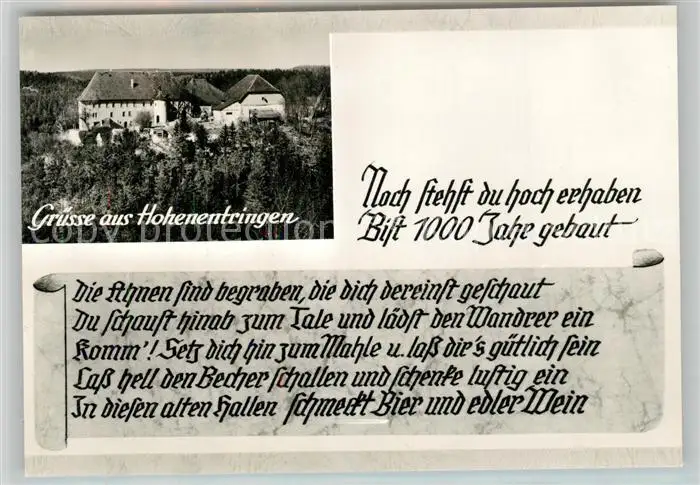 Grüsse aus Hohenentringen
Noch stehst du hoch erhaben
Bist 1000 Jahr gebaut
Die Ahnen sind begraben, die dich dereinst geschaut
Du schaust hinab zum Tale und lädst den Wandrer ein
Komm'! Setz dich hin zum Mahle u. laß dir's gütlich sein
Laß hell den Becher schallen und schenke lustig ein
In diesen alten Hallen schmeckt Bier und edler Wein